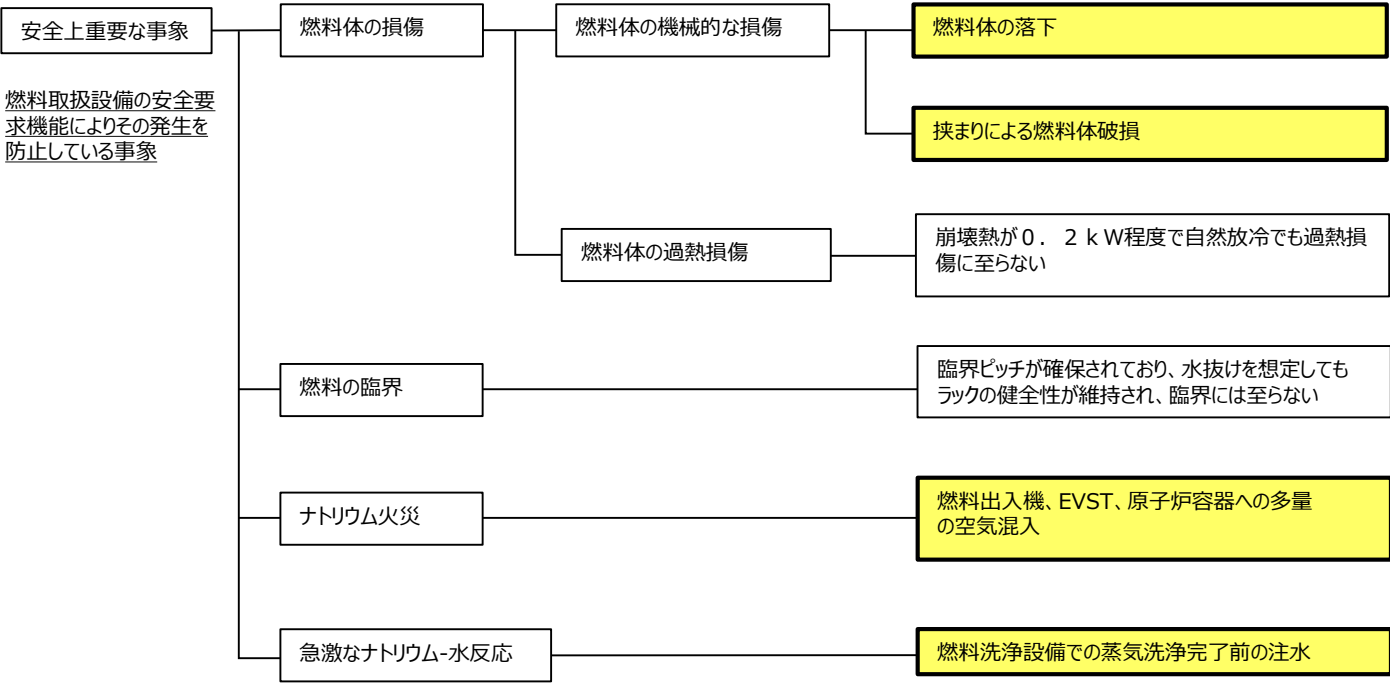 安全上重要な事象
燃料取扱設備の安全要
求機能によりその発生を
防止している事象
燃料体の損傷
燃料体の機械的な損傷
燃料体の落下
挟まりによる燃料体破損
燃料体の過熱損傷
崩壊熱が０．２ｋW程度で自然放冷でも過熱損
傷に至らない
燃料の臨界
臨界ピッチが確保されており、水抜けを想定しても
ラックの健全性が維持され、臨界には至らない
ナトリウム火災
燃料出入機、EVST、原子炉容器への多量
の空気混入
急激なナトリウム-水反応
燃料洗浄設備での蒸気洗浄完了前の注水